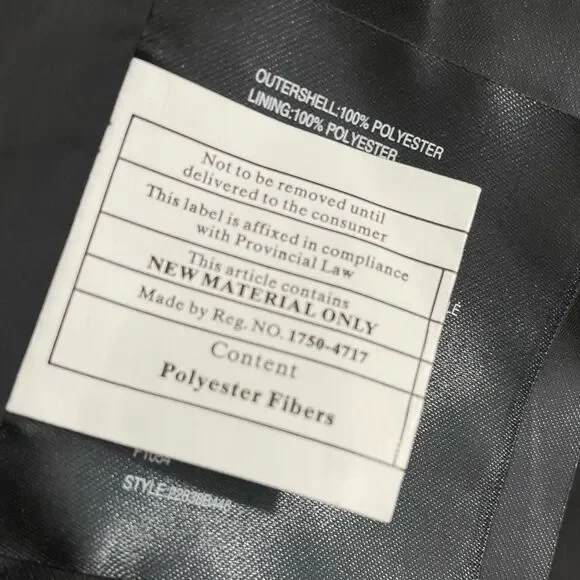 OUTERSHELL:100% POLYESTER
LINING:100% POLYESTER
Not to be removed until
delivered to the consumer
This label is affixed in compliance
with Provincial Law
This article contains
NEW MATERIAL ONLY
Made by Reg. NO. 1750-4717
Content
Polyester Fibers
STYLE: